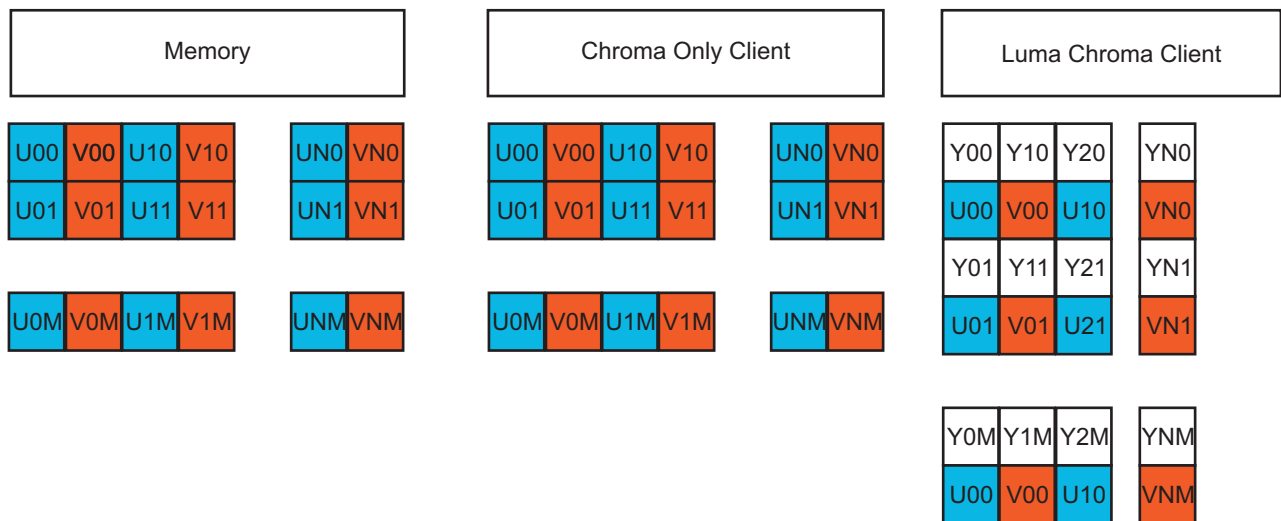 Memory
Chroma Only Client
Luma Chroma Client
U00 V00 U10 V10 UN0 VN0
U01 V01 U11 V11 UN1 VN1
U0M V0M U1M V1M UNM VNM
U00 V00 U10 V10 UN0 VN0
U01 V01 U11 V11 UN1 VN1
U0M V0M U1M V1M UNM VNM
Y00 Y10 Y20 YN0
U00 V00 U10 VN0
Y01 Y11 Y21 YN1
U01 V01 U21 VN1
Y0M Y1M Y2M YNM
U00 V00 U10 VNM